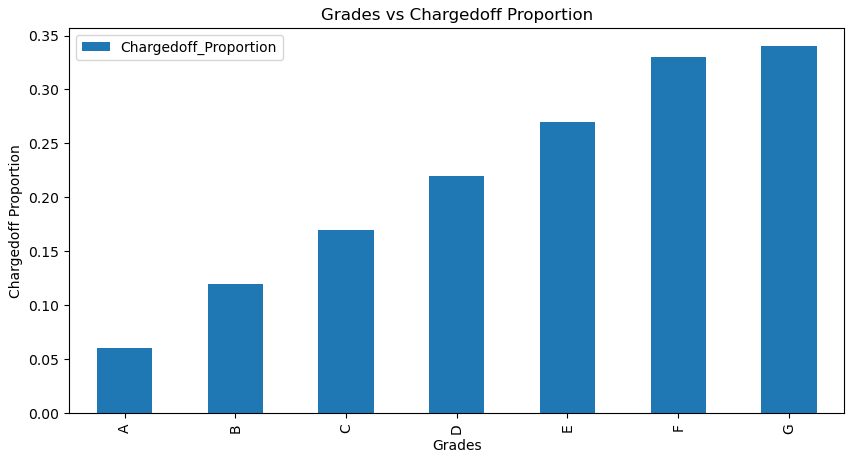 Grades vs Chargedoff Proportion
Chargedoff_Proportion
Chargedoff Proportion
0.35
0.30
0.25
0.20
0.15
0.10
0.05
0.00
A B C D E F G
Grades